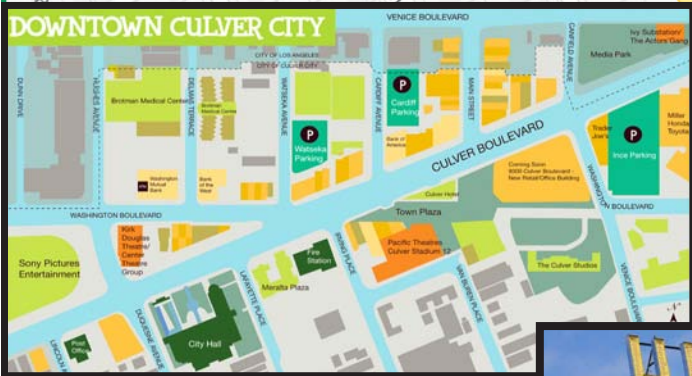 DOWNTOWN CULVER CITY
VENICE BOULEVARD
CITY OF LOS ANGELES
CITY OF CULVER CITY
DUNN DRIVE
HUGHES AVENUE
Brotman Medical Center
DELMAS TERRACE
Brotman
Medical Centre
WATSEKA AVENUE
P
Watseka
Parking
CARDIFF AVENUE
P
Cardiff
Parking
MAIN STREET
Bank of
America
CANFIELD AVENUE
Media Park
Ivy Substation/
The Actors' Gang
Trader
Joe's
P
Ince Parking
Miller
Honda
Toyota
CULVER BOULEVARD
Coming Soon
9300 Culver Boulevard -
New Retail/Office Building
Washington
Mutual
Bank
Bank
of the
West
Culver Hotel
WASHINGTON BOULEVARD
WASHINGTON BOULEVARD
Town Plaza
Kirk
Douglas
Theatre/
Center
Theatre
Group
Sony Pictures
Entertainment
IRVING PLACE
Pacific Theatres
Culver Stadium 12
Fire
Station
Meralta Plaza
LAFAYETTE PLACE
VAN BUREN PLACE
The Culver Studios
VENICE BOULEVARD
DUQUESNE AVENUE
City Hall
Post
Office
LINCOLN